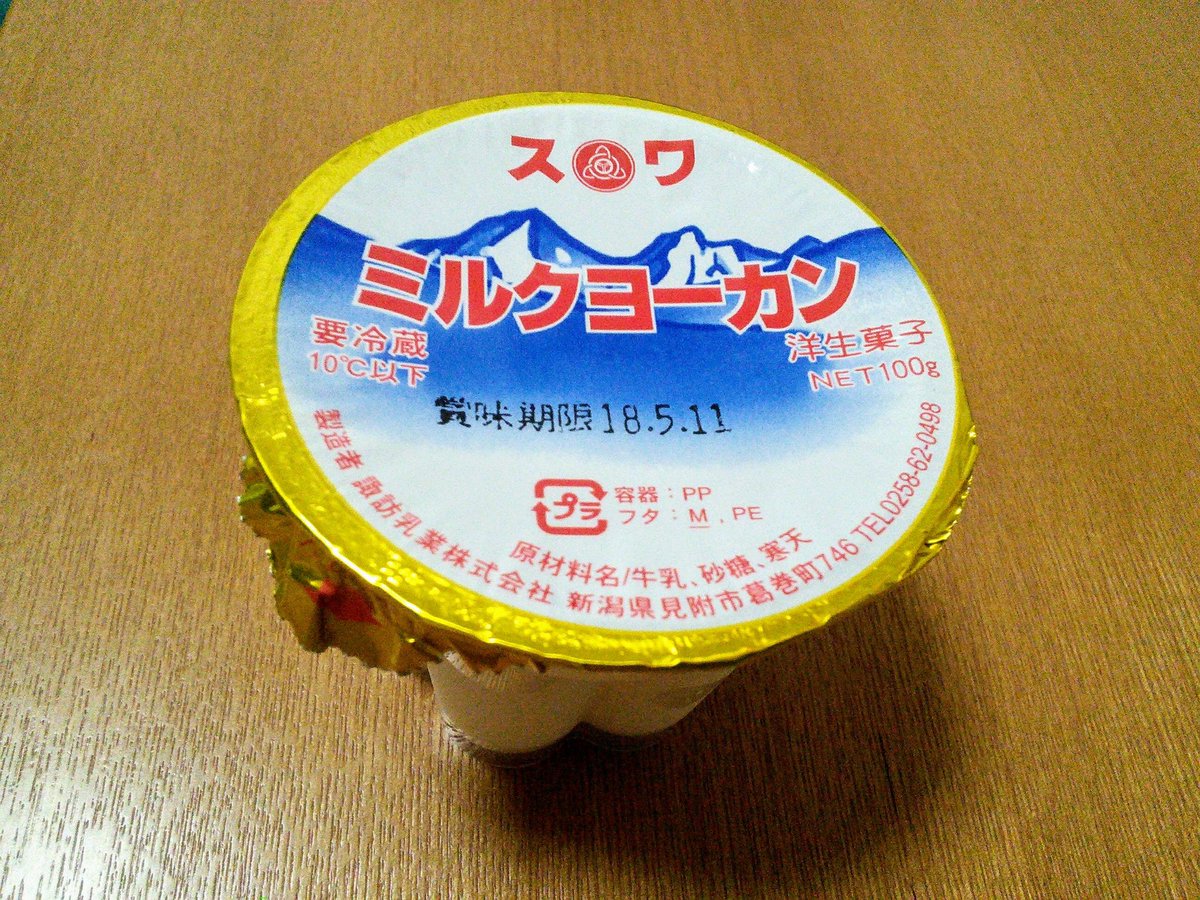 スワ
ミルクヨーカン
要冷蔵
10℃以下
洋生菓子
NET100g
賞味期限18.5.11
プラ
容器:PP
フタ:M,PE
原材料名/牛乳、砂糖、寒天
製造者 諏訪乳業株式会社 新潟県見附市葛巻町746 TEL0258-62-0498